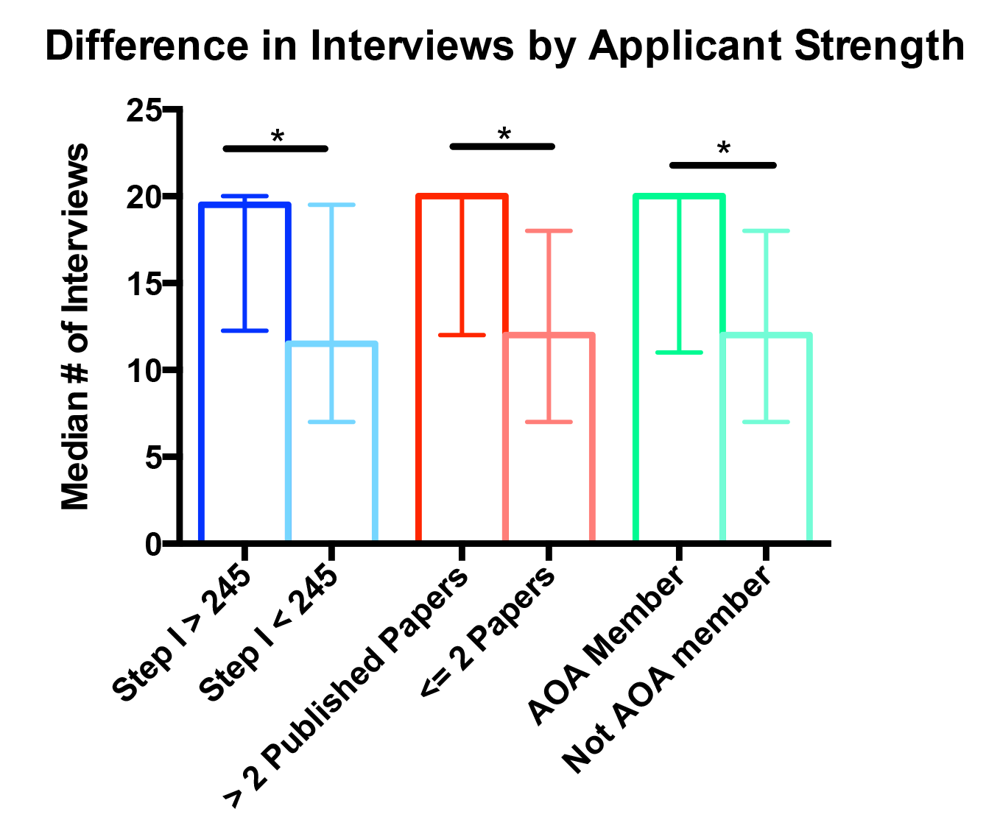 Difference in Interviews by Applicant Strength
Median # of Interviews
25
20
15
10
5
0
*
*
*
Step I > 245
Step I < 245
> 2 Published Papers
<= 2 Papers
AOA Member
Not AOA member